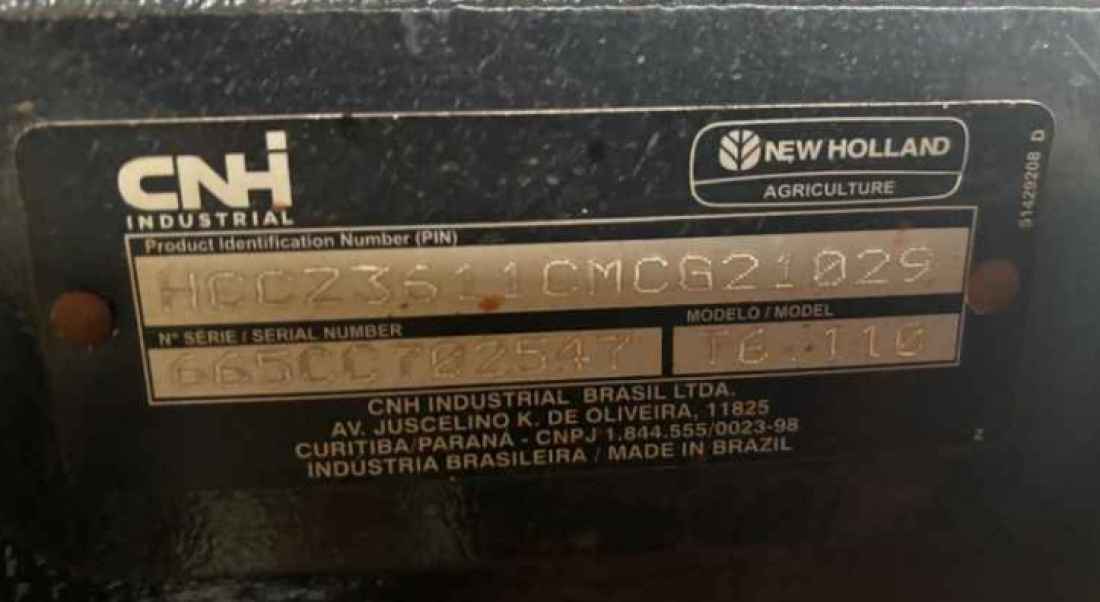 CNH
INDUSTRIAL
NEW HOLLAND
AGRICULTURE
Product Identification Number (PIN)
HCCZ3611CMCG21029
N° SÉRIE / SERIAL NUMBER
665CC702547
MODELO / MODEL
T6.110
CNH INDUSTRIAL BRASIL LTDA.
AV. JUSCELINO K. DE OLIVEIRA, 11825
CURITIBA/PARANÁ - CNPJ 1.844.555/0023-98
INDUSTRIA BRASILEIRA / MADE IN BRAZIL
51429208 D
Z